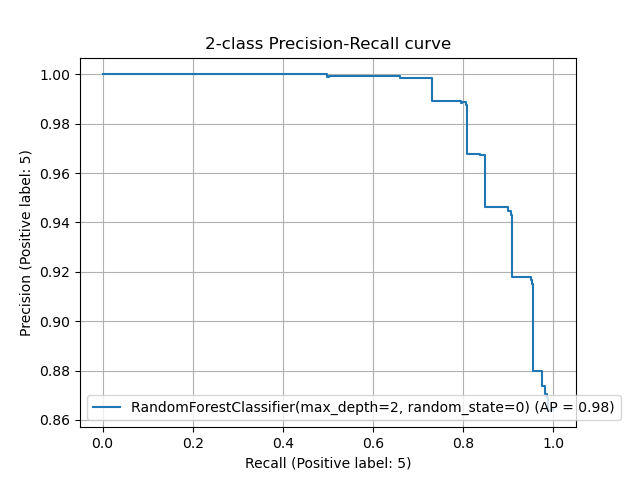 2-class Precision-Recall curve
1.00
0.98
0.96
0.94
0.92
0.90
0.88
0.86
Precision (Positive label: 5)
RandomForestClassifier(max_depth=2, random_state=0) (AP = 0.98)
0.0 0.2 0.4 0.6 0.8 1.0
Recall (Positive label: 5)